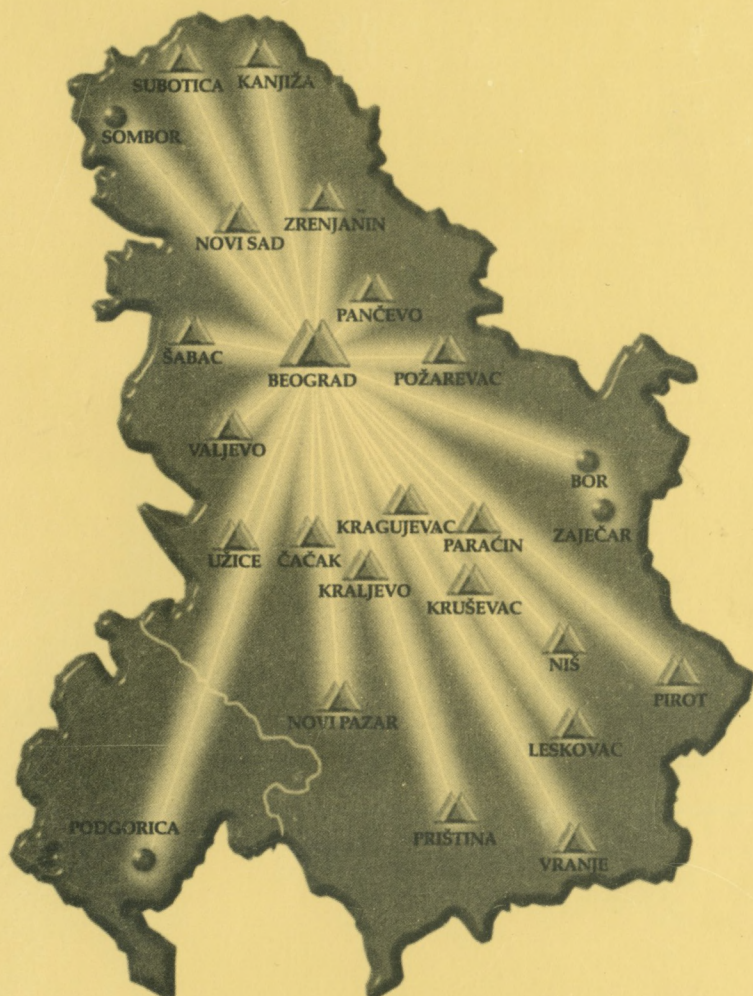 SUBOTICA
KANJIŽA
SOMBOR
NOVI SAD
ZRENJANIN
PANČEVO
ŠABAC
BEOGRAD
POŽAREVAC
VALJEVO
BOR
KRAGUJEVAC
PARAĆIN
ZAJEČAR
UŽICE
ČAČAK
KRALJEVO
KRUŠEVAC
NIŠ
PIROT
NOVI PAZAR
LESKOVAC
PODGORICA
PRIŠTINA
VRANJE